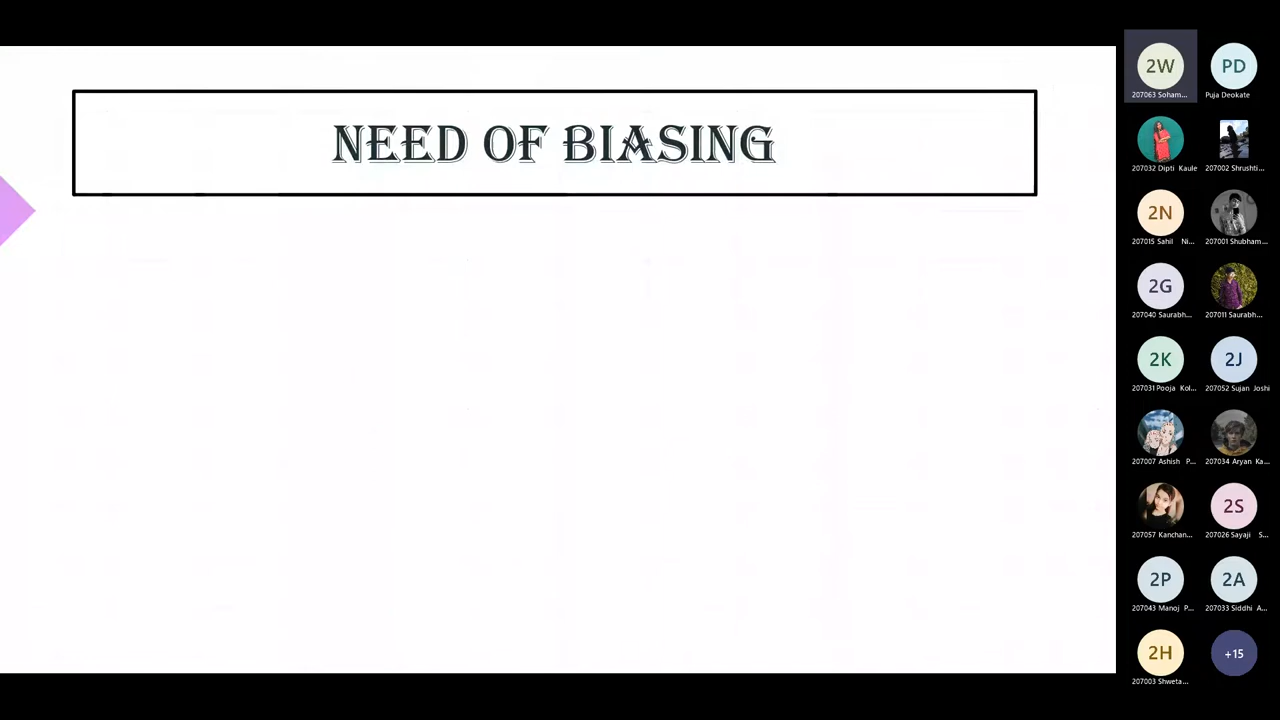 NEED OF BIASING
2W
207063 Soham...
PD
Puja Deokate
207032 Dipti Kaule
207002 Shrushti...
2N
207015 Sahil Ni...
207001 Shubham...
2G
207040 Saurabh...
207011 Saurabh...
2K
207031 Pooja Kol...
2J
207052 Sujan Joshi
207007 Ashish P...
207034 Aryan Ka...
207057 Kanchan...
2S
207026 Sayaji S...
2P
207043 Manoj P...
2A
207033 Siddhi A...
2H
207003 Shweta...
+15